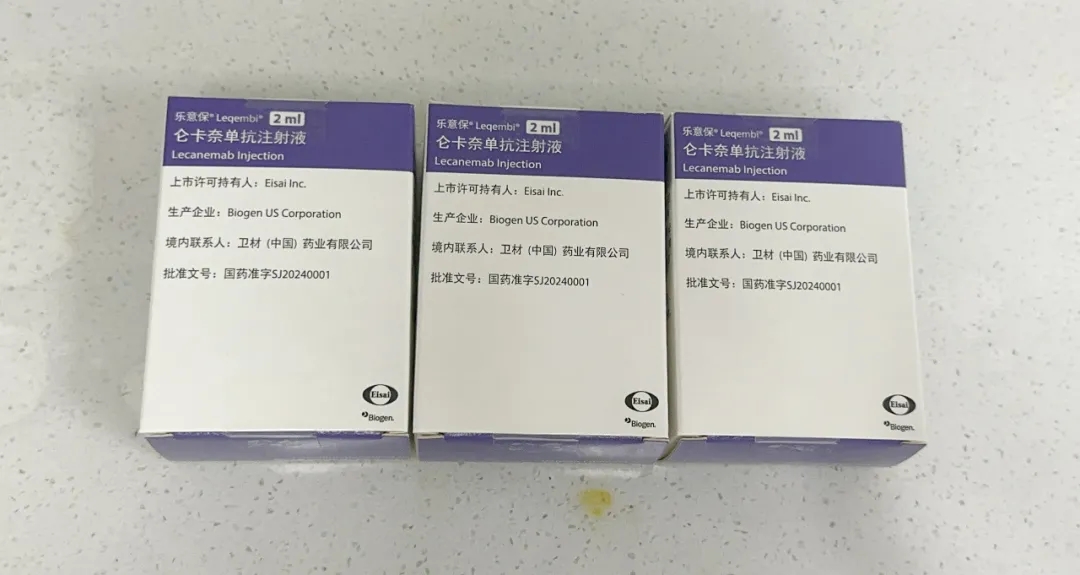 乐意保® Leqembi® 2 ml
仑卡奈单抗注射液
Lecanemab Injection
上市许可持有人：Eisai Inc.
生产企业：Biogen US Corporation
境内联系人：卫材（中国）药业有限公司
批准文号：国药准字SJ20240001
Eisai
Biogen.
乐意保® Leqembi® 2 ml
仑卡奈单抗注射液
Lecanemab Injection
上市许可持有人：Eisai Inc.
生产企业：Biogen US Corporation
境内联系人：卫材（中国）药业有限公司
批准文号：国药准字SJ20240001
Eisai
Biogen.
乐意保® Leqembi® 2 ml
仑卡奈单抗注射液
Lecanemab Injection
上市许可持有人：Eisai Inc.
生产企业：Biogen US Corporation
境内联系人：卫材（中国）药业有限公司
批准文号：国药准字SJ20240001
Eisai
Biogen.